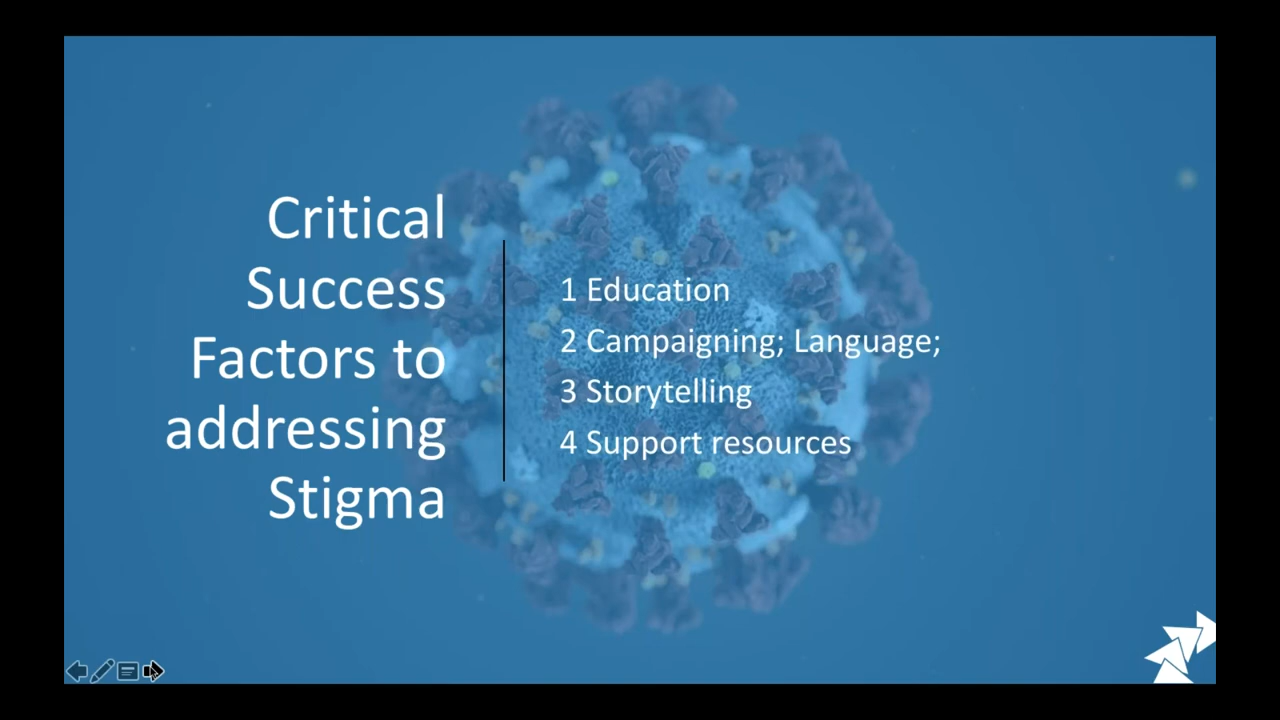 Critical
Success
Factors to
addressing
Stigma
1 Education
2 Campaigning; Language;
3 Storytelling
4 Support resources